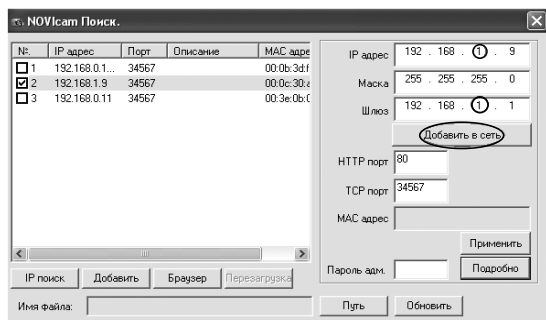 NOVIcam Поиск.
№. IP адрес Порт Описание MAC адре
1 192.168.0.1... 34567 00:0b:3d:f
2 192.168.1.9 34567 00:0c:30:a
3 192.168.0.11 34567 00:3e:0b:0
IP поиск Добавить Браузер Перезагрузка
Имя файла:
IP адрес 192 . 168 . 1 . 9
Маска 255 . 255 . 255 . 0
Шлюз 192 . 168 . 1 . 1
Добавить в сеть
HTTP порт 80
TCP порт 34567
MAC адрес
Применить
Пароль адм. Подробно
Путь Обновить